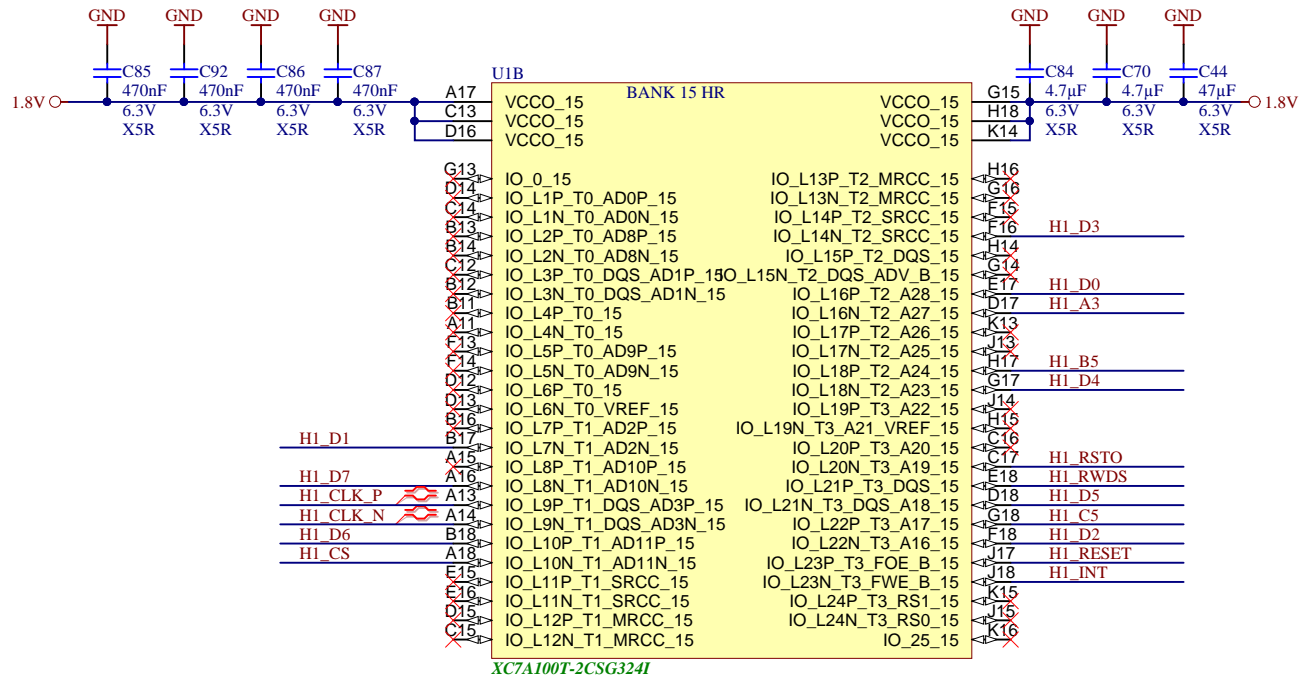 GND GND GND GND GND GND GND
C85 C92 C86 C87 U1B C84 C70 C44
470nF 470nF 470nF 470nF BANK 15 HR 4.7µF 4.7µF 47µF
1.8V A17 VCCO_15 VCCO_15 G15 1.8V
6.3V 6.3V 6.3V 6.3V C13 VCCO_15 VCCO_15 H18 6.3V 6.3V 6.3V
X5R X5R X5R X5R D16 VCCO_15 VCCO_15 K14 X5R X5R X5R
G13 IO_0_15 IO_L13P_T2_MRCC_15 H16
D14 IO_L1P_T0_AD0P_15 IO_L13N_T2_MRCC_15 G16
C14 IO_L1N_T0_AD0N_15 IO_L14P_T2_SRCC_15 F15
B13 IO_L2P_T0_AD8P_15 IO_L14N_T2_SRCC_15 F16 H1_D3
B14 IO_L2N_T0_AD8N_15 IO_L15P_T2_DQS_15 H14
C12 IO_L3P_T0_DQS_AD1P_15 IO_L15N_T2_DQS_ADV_B_15 G14
B12 IO_L3N_T0_DQS_AD1N_15 IO_L16P_T2_A28_15 E17 H1_D0
B11 IO_L4P_T0_15 IO_L16N_T2_A27_15 D17 H1_A3
A11 IO_L4N_T0_15 IO_L17P_T2_A26_15 K13
F13 IO_L5P_T0_AD9P_15 IO_L17N_T2_A25_15 J13
F14 IO_L5N_T0_AD9N_15 IO_L18P_T2_A24_15 H17 H1_B5
D12 IO_L6P_T0_15 IO_L18N_T2_A23_15 G17 H1_D4
D13 IO_L6N_T0_VREF_15 IO_L19P_T3_A22_15 J14
B16 IO_L7P_T1_AD2P_15 IO_L19N_T3_A21_VREF_15 H15
H1_D1 B17 IO_L7N_T1_AD2N_15 IO_L20P_T3_A20_15 C16
A15 IO_L8P_T1_AD10P_15 IO_L20N_T3_A19_15 C17 H1_RSTO
H1_D7 A16 IO_L8N_T1_AD10N_15 IO_L21P_T3_DQS_15 E18 H1_RWDS
H1_CLK_P A13 IO_L9P_T1_DQS_AD3P_15 IO_L21N_T3_DQS_A18_15 D18 H1_D5
H1_CLK_N A14 IO_L9N_T1_DQS_AD3N_15 IO_L22P_T3_A17_15 G18 H1_C5
H1_D6 B18 IO_L10P_T1_AD11P_15 IO_L22N_T3_A16_15 F18 H1_D2
H1_CS A18 IO_L10N_T1_AD11N_15 IO_L23P_T3_FOE_B_15 J17 H1_RESET
E15 IO_L11P_T1_SRCC_15 IO_L23N_T3_FWE_B_15 J18 H1_INT
E16 IO_L11N_T1_SRCC_15 IO_L24P_T3_RS1_15 K15
D15 IO_L12P_T1_MRCC_15 IO_L24N_T3_RS0_15 J15
C15 IO_L12N_T1_MRCC_15 IO_25_15 K16
XC7A100T-2CSG324I